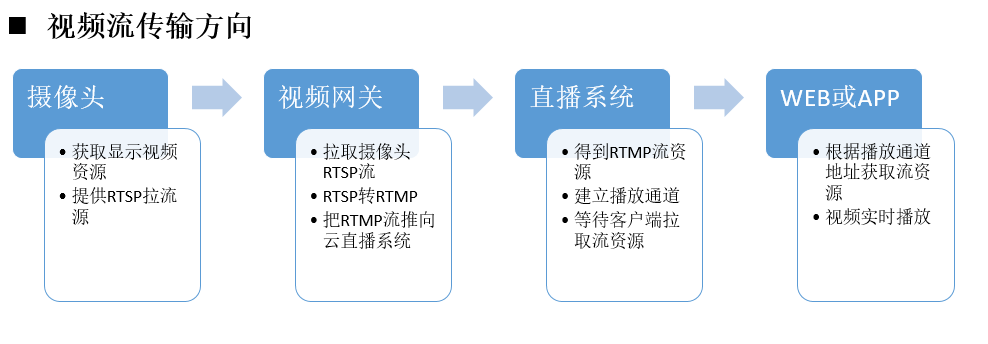 ■ 视频流传输方向
摄像头
• 获取显示视频
资源
• 提供RTSP拉流
源
视频网关
• 拉取摄像头
RTSP流
• RTSP转RTMP
• 把RTMP流推向
云直播系统
直播系统
• 得到RTMP流资
源
• 建立播放通道
• 等待客户端拉
取流资源
WEB或APP
• 根据播放通道
地址获取流资
源
• 视频实时播放